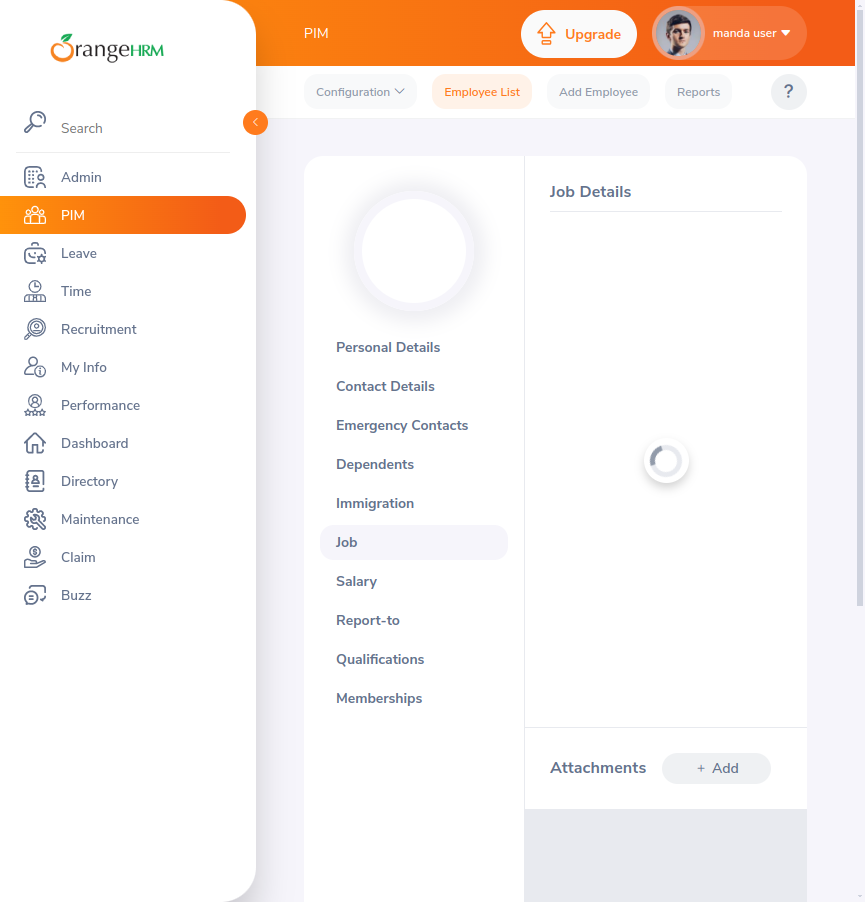 OrangeHRM
PIM
Upgrade
manda user
Configuration
Employee List
Add Employee
Reports
?
Search
Admin
PIM
Leave
Time
Recruitment
My Info
Performance
Dashboard
Directory
Maintenance
Claim
Buzz
Personal Details
Contact Details
Emergency Contacts
Dependents
Immigration
Job
Salary
Report-to
Qualifications
Memberships
Job Details
Attachments
+ Add